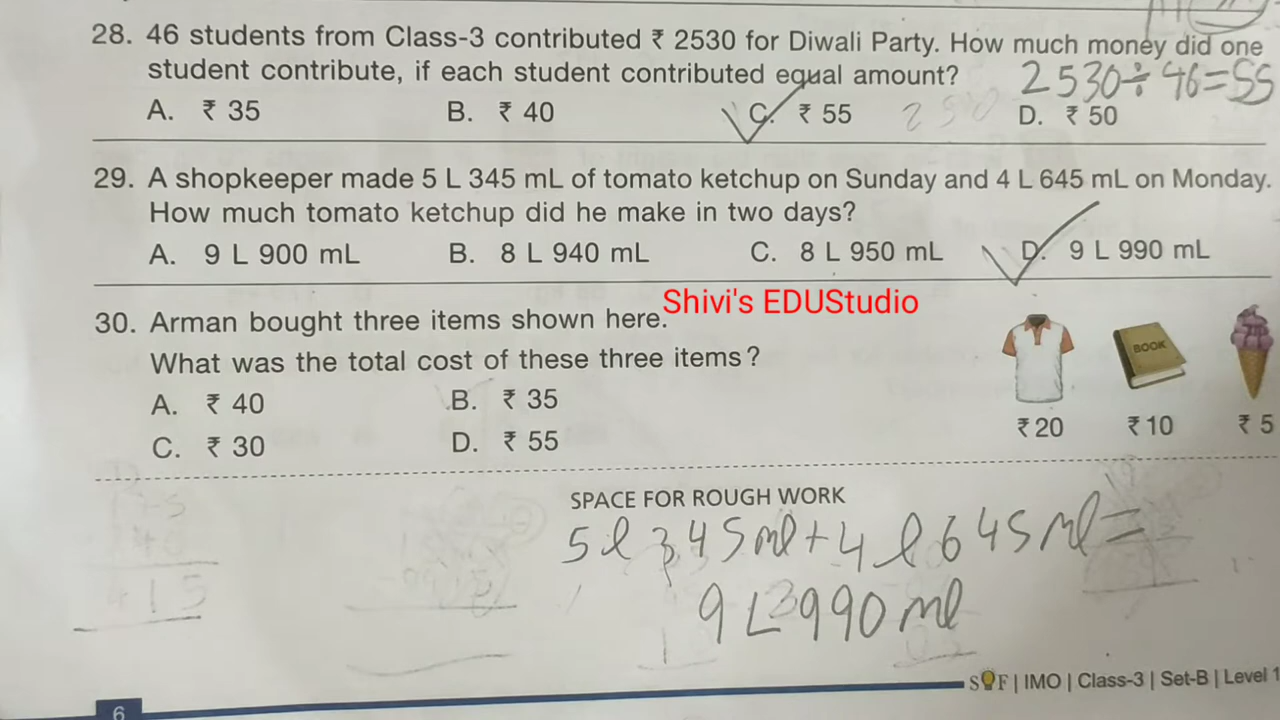 28. 46 students from Class-3 contributed ₹ 2530 for Diwali Party. How much money did one
student contribute, if each student contributed equal amount?
2530÷46=55
A. ₹ 35 B. ₹ 40 C. ₹ 55 D. ₹ 50
29. A shopkeeper made 5 L 345 mL of tomato ketchup on Sunday and 4 L 645 mL on Monday.
How much tomato ketchup did he make in two days?
A. 9 L 900 mL B. 8 L 940 mL C. 8 L 950 mL D. 9 L 990 mL
Shivi's EDUStudio
30. Arman bought three items shown here.
What was the total cost of these three items?
BOOK
A. ₹ 40 B. ₹ 35
₹ 20 ₹ 10 ₹ 5
C. ₹ 30 D. ₹ 55
SPACE FOR ROUGH WORK
5l 345ml+4l 645ml=
9L 990ml
SOF | IMO | Class-3 | Set-B | Level 1
6